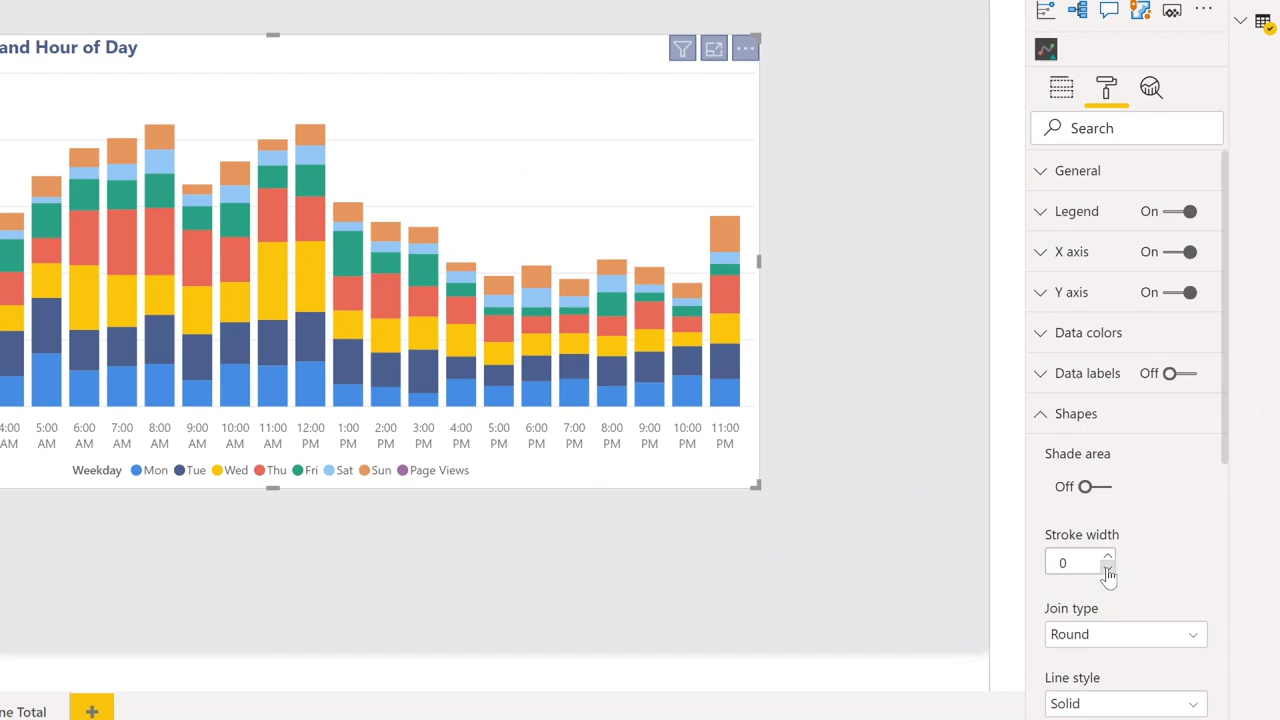 and Hour of Day
4:00 AM
5:00 AM
6:00 AM
7:00 AM
8:00 AM
9:00 AM
10:00 AM
11:00 AM
12:00 PM
1:00 PM
2:00 PM
3:00 PM
4:00 PM
5:00 PM
6:00 PM
7:00 PM
8:00 PM
9:00 PM
10:00 PM
11:00 PM
Weekday Mon Tue Wed Thu Fri Sat Sun Page Views
ne Total
Search
General
Legend On
X axis On
Y axis On
Data colors
Data labels Off
Shapes
Shade area
Off
Stroke width
0
Join type
Round
Line style
Solid